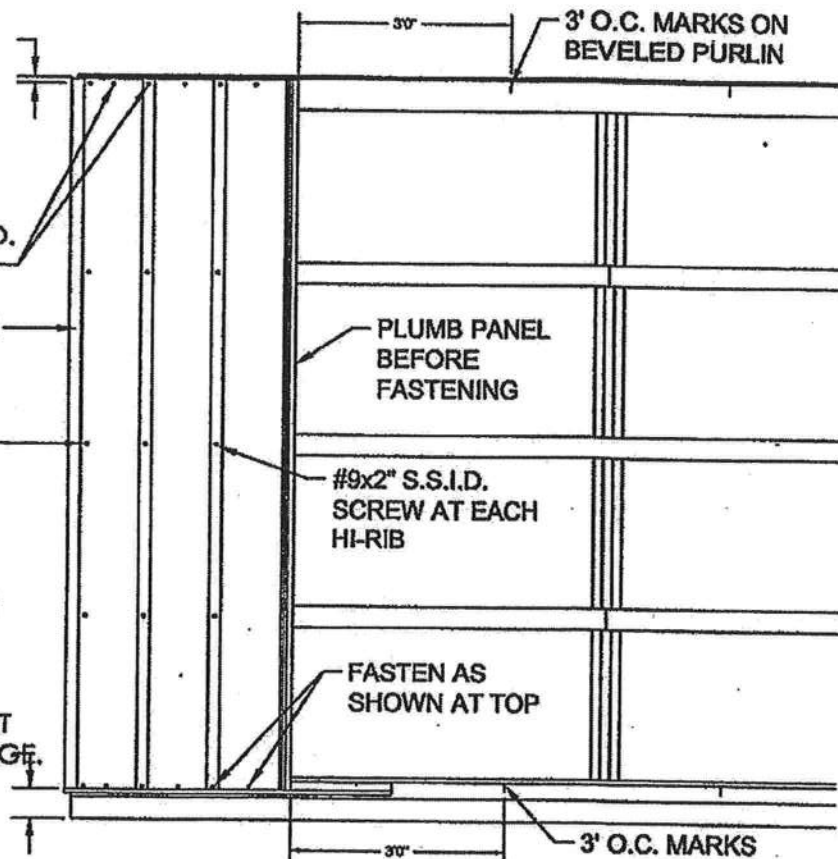 3'0"
3' O.C. MARKS ON
BEVELED PURLIN
D.
PLUMB PANEL
BEFORE
FASTENING
#9x2" S.S.I.D.
SCREW AT EACH
HI-RIB
FASTEN AS
SHOWN AT TOP
T
GE.
3'0"
3' O.C. MARKS